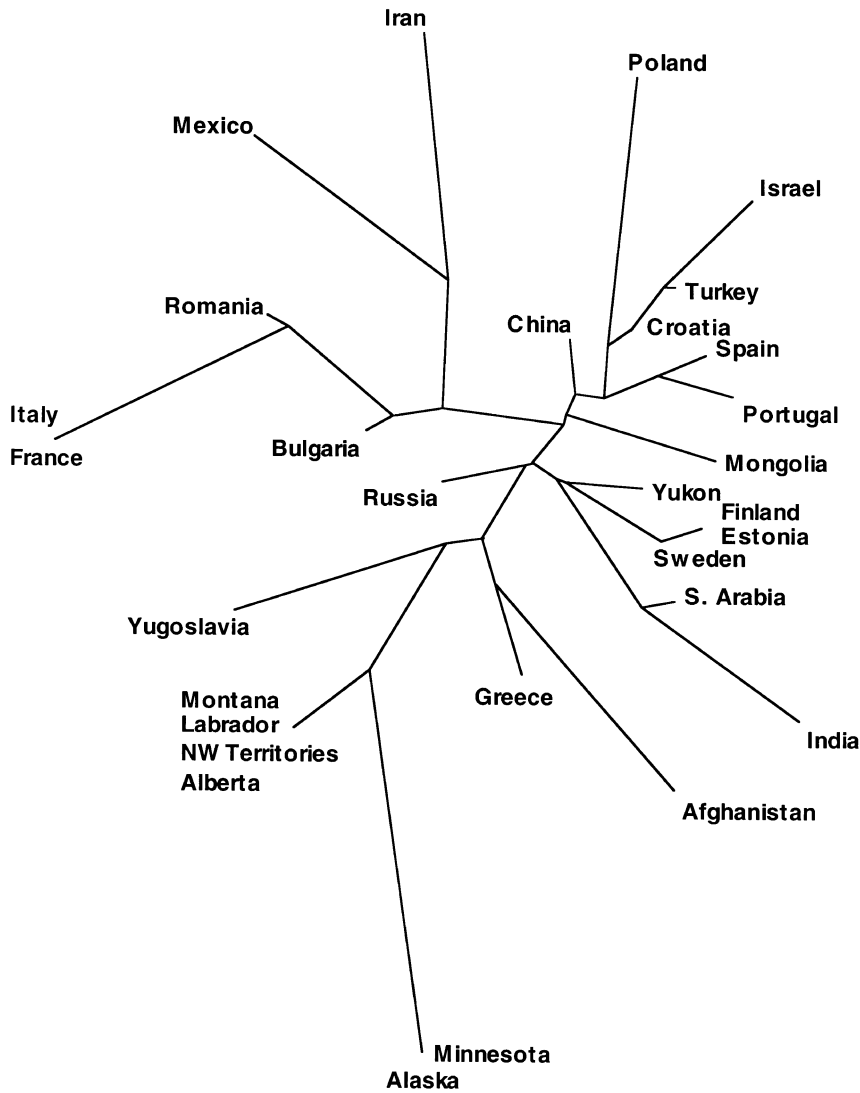 Iran
Poland
Mexico
Israel
Turkey
Romania
China
Croatia
Spain
Italy
Portugal
Bulgaria
France
Mongolia
Russia
Yukon
Finland
Estonia
Sweden
S. Arabia
Yugoslavia
Greece
Montana
Labrador
NW Territories
Alberta
India
Afghanistan
Minnesota
Alaska